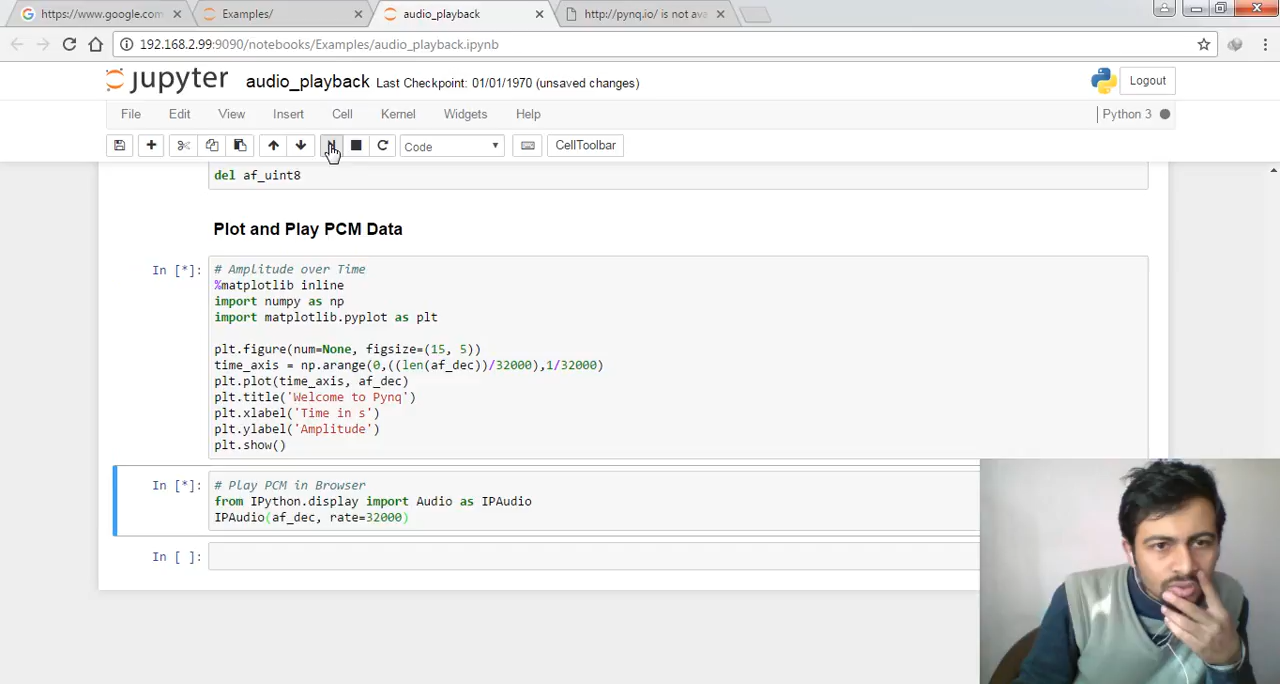 https://www.google.com
Examples/
audio_playback
http://pynq.io/ is not ava
192.168.2.99:9090/notebooks/Examples/audio_playback.ipynb
jupyter audio_playback Last Checkpoint: 01/01/1970 (unsaved changes)
Logout
File Edit View Insert Cell Kernel Widgets Help
Python 3
Code
CellToolbar
del af_uint8
Plot and Play PCM Data
In [*]: # Amplitude over Time
%matplotlib inline
import numpy as np
import matplotlib.pyplot as plt
plt.figure(num=None, figsize=(15, 5))
time_axis = np.arange(0,((len(af_dec))/32000),1/32000)
plt.plot(time_axis, af_dec)
plt.title('Welcome to Pynq')
plt.xlabel('Time in s')
plt.ylabel('Amplitude')
plt.show()
In [*]: # Play PCM in Browser
from IPython.display import Audio as IPAudio
IPAudio(af_dec, rate=32000)
In [ ]: